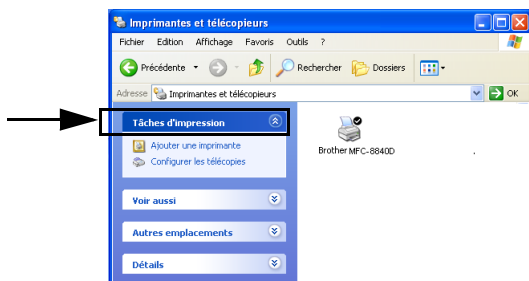 Imprimantes et télécopieurs
Fichier Edition Affichage Favoris Outils ?
Précédente Rechercher Dossiers
Adresse Imprimantes et télécopieurs OK
Tâches d'impression
Ajouter une imprimante
Configurer les télécopies
Brother MFC-8840D
Voir aussi
Autres emplacements
Détails